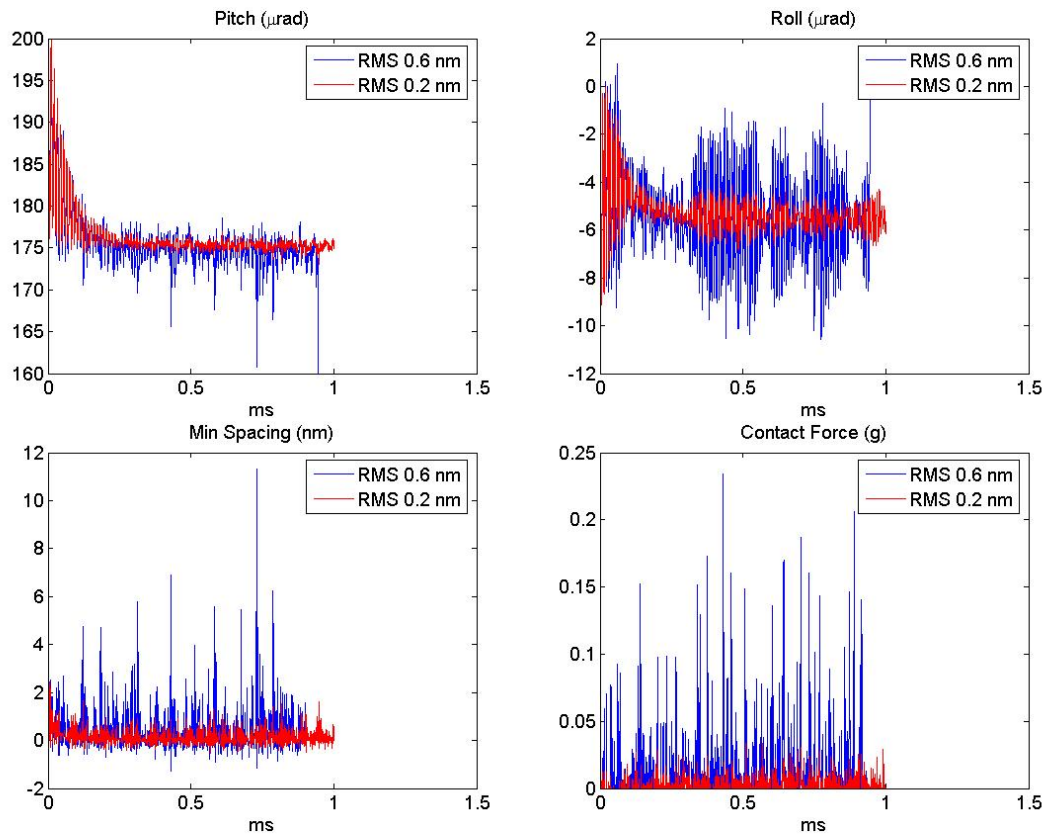 Pitch (μrad)
200
195
190
185
180
175
170
165
160
0
0.5
1
1.5
ms
RMS 0.6 nm
RMS 0.2 nm
Roll (μrad)
2
0
-2
-4
-6
-8
-10
-12
0
0.5
1
1.5
ms
RMS 0.6 nm
RMS 0.2 nm
Min Spacing (nm)
12
10
8
6
4
2
0
-2
0
0.5
1
1.5
ms
RMS 0.6 nm
RMS 0.2 nm
Contact Force (g)
0.25
0.2
0.15
0.1
0.05
0
0
0.5
1
1.5
ms
RMS 0.6 nm
RMS 0.2 nm